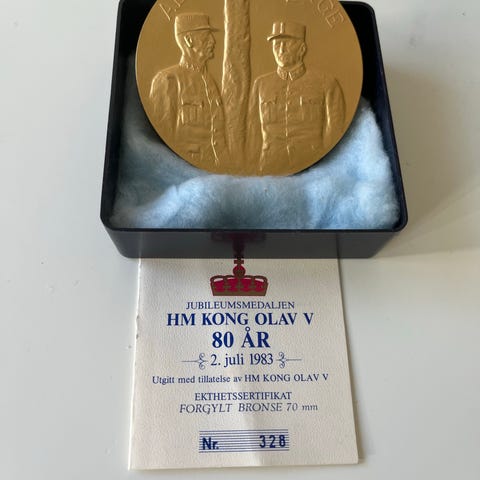 JUBILEUMSMEDALJEN
HM KONG OLAV V
80 ÅR
2. juli 1983
Utgitt med tillatelse av HM KONG OLAV V
EKTHETSSERTIFIKAT
FORGYLT BRONSE 70 mm
Nr. 328